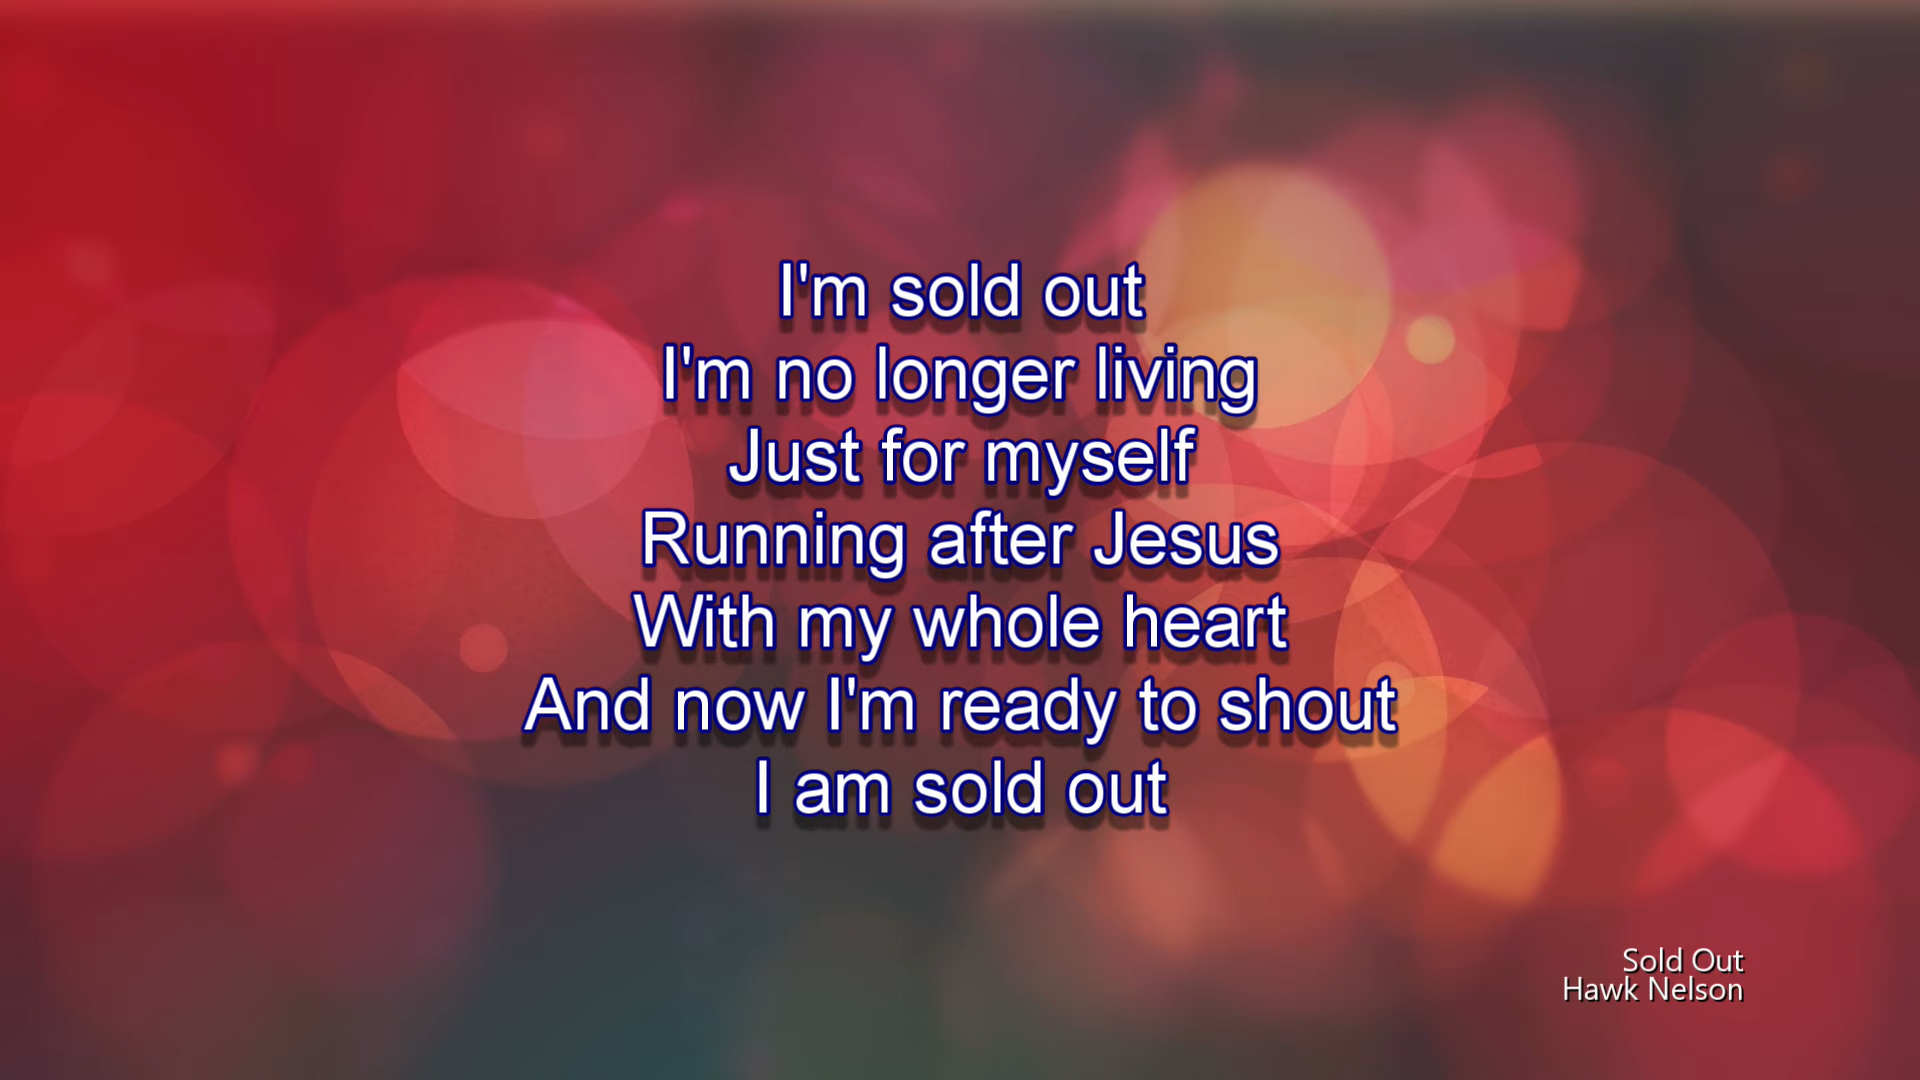 I'm sold out
I'm no longer living
Just for myself
Running after Jesus
With my whole heart
And now I'm ready to shout
I am sold out
Sold Out
Hawk Nelson